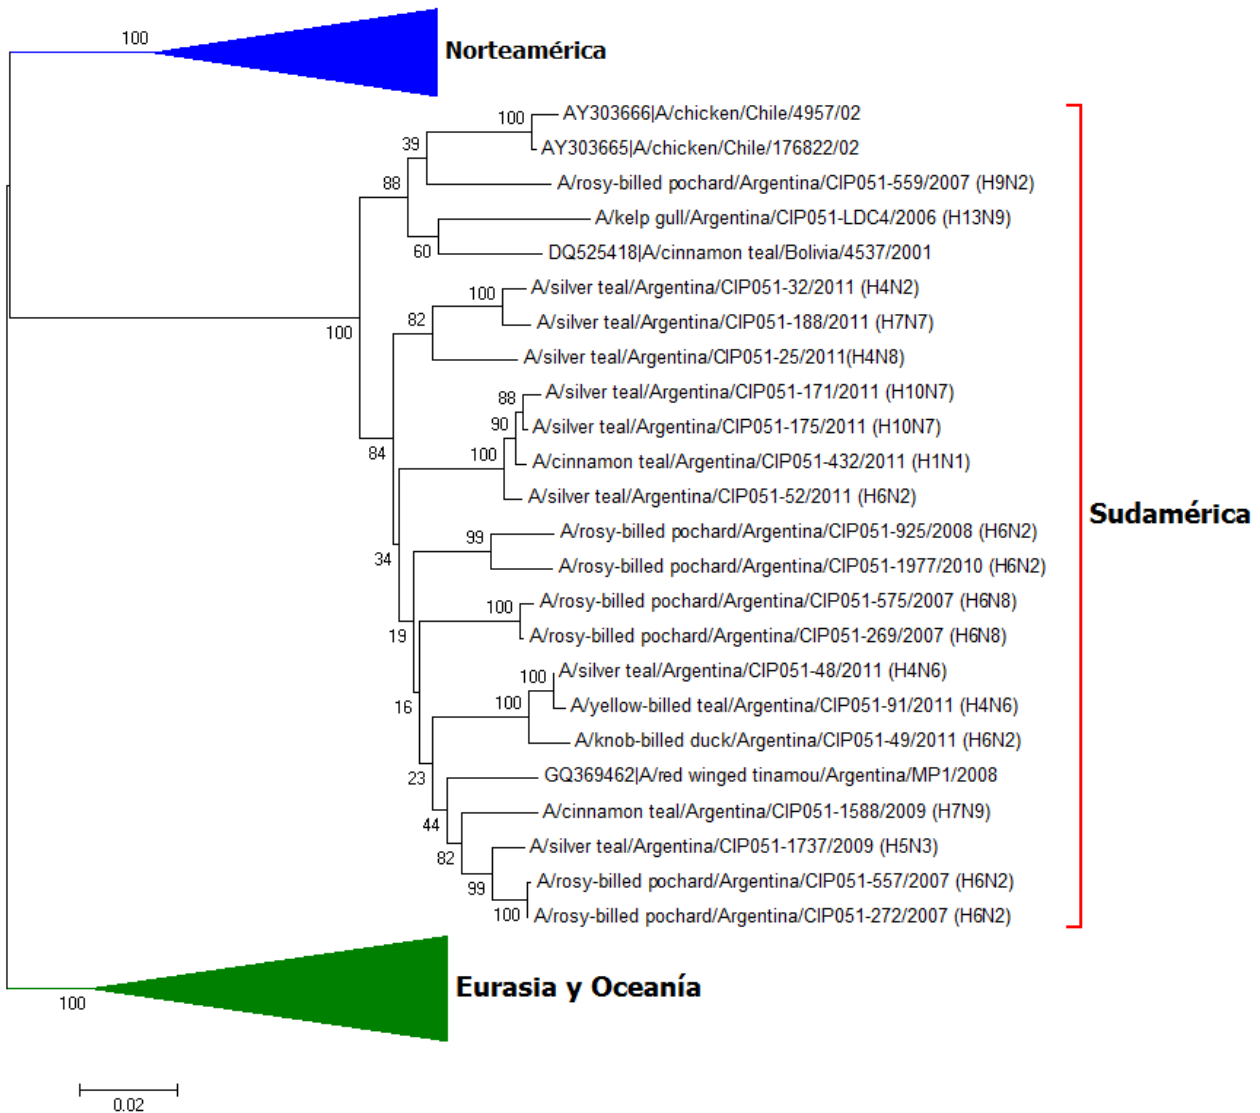 100
Norteamérica
100
AY303666|A/chicken/Chile/4957/02
39
AY303665|A/chicken/Chile/176822/02
88
A/rosy-billed pochard/Argentina/CIP051-559/2007 (H9N2)
A/kelp gull/Argentina/CIP051-LDC4/2006 (H13N9)
60
DQ525418|A/cinnamon teal/Bolivia/4537/2001
100
A/silver teal/Argentina/CIP051-32/2011 (H4N2)
100
82
A/silver teal/Argentina/CIP051-188/2011 (H7N7)
A/silver teal/Argentina/CIP051-25/2011(H4N8)
88
A/silver teal/Argentina/CIP051-171/2011 (H10N7)
90
A/silver teal/Argentina/CIP051-175/2011 (H10N7)
84
100
A/cinnamon teal/Argentina/CIP051-432/2011 (H1N1)
A/silver teal/Argentina/CIP051-52/2011 (H6N2)
Sudamérica
99
A/rosy-billed pochard/Argentina/CIP051-925/2008 (H6N2)
34
A/rosy-billed pochard/Argentina/CIP051-1977/2010 (H6N2)
100
A/rosy-billed pochard/Argentina/CIP051-575/2007 (H6N8)
19
A/rosy-billed pochard/Argentina/CIP051-269/2007 (H6N8)
100
A/silver teal/Argentina/CIP051-48/2011 (H4N6)
16
100
A/yellow-billed teal/Argentina/CIP051-91/2011 (H4N6)
A/knob-billed duck/Argentina/CIP051-49/2011 (H6N2)
23
GQ369462|A/red winged tinamou/Argentina/MP1/2008
44
A/cinnamon teal/Argentina/CIP051-1588/2009 (H7N9)
82
A/silver teal/Argentina/CIP051-1737/2009 (H5N3)
99
A/rosy-billed pochard/Argentina/CIP051-557/2007 (H6N2)
100
A/rosy-billed pochard/Argentina/CIP051-272/2007 (H6N2)
100
Eurasia y Oceanía
0.02